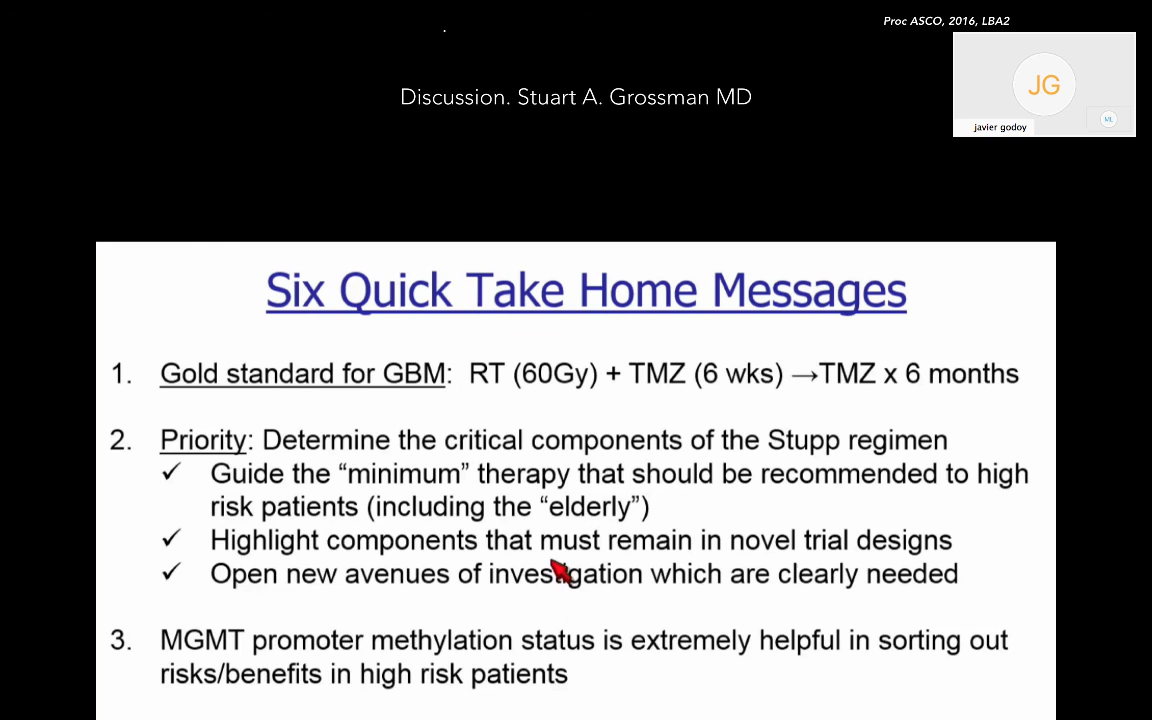 Proc ASCO, 2016, LBA2
JG
ML
javier godoy
Discussion. Stuart A. Grossman MD
Six Quick Take Home Messages
1. Gold standard for GBM: RT (60Gy) + TMZ (6 wks) →TMZ x 6 months
2. Priority: Determine the critical components of the Stupp regimen
✓ Guide the “minimum” therapy that should be recommended to high
risk patients (including the “elderly”)
✓ Highlight components that must remain in novel trial designs
✓ Open new avenues of investigation which are clearly needed
3. MGMT promoter methylation status is extremely helpful in sorting out
risks/benefits in high risk patients